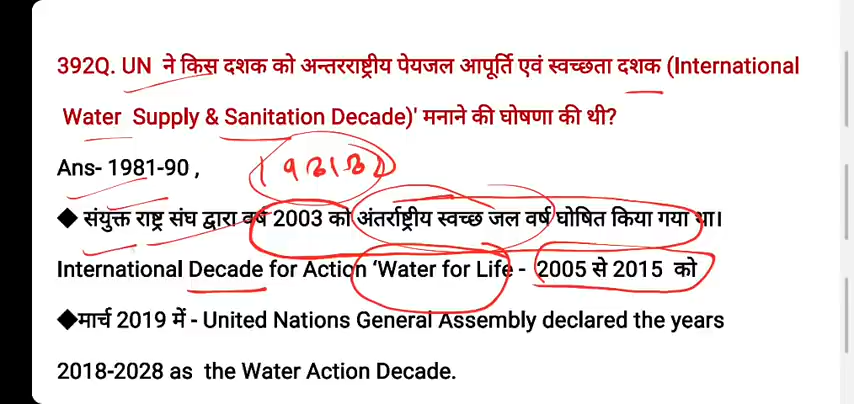 392Q. UN ने किस दशक को अन्तरराष्ट्रीय पेयजल आपूर्ति एवं स्वच्छता दशक (International
Water Supply & Sanitation Decade)' मनाने की घोषणा की थी?
Ans- 1981-90 ,
◆ संयुक्त राष्ट्र संघ द्वारा वर्ष 2003 को अंतर्राष्ट्रीय स्वच्छ जल वर्ष घोषित किया गया था।
International Decade for Action ‘Water for Life - 2005 से 2015 को
◆मार्च 2019 में - United Nations General Assembly declared the years
2018-2028 as the Water Action Decade.